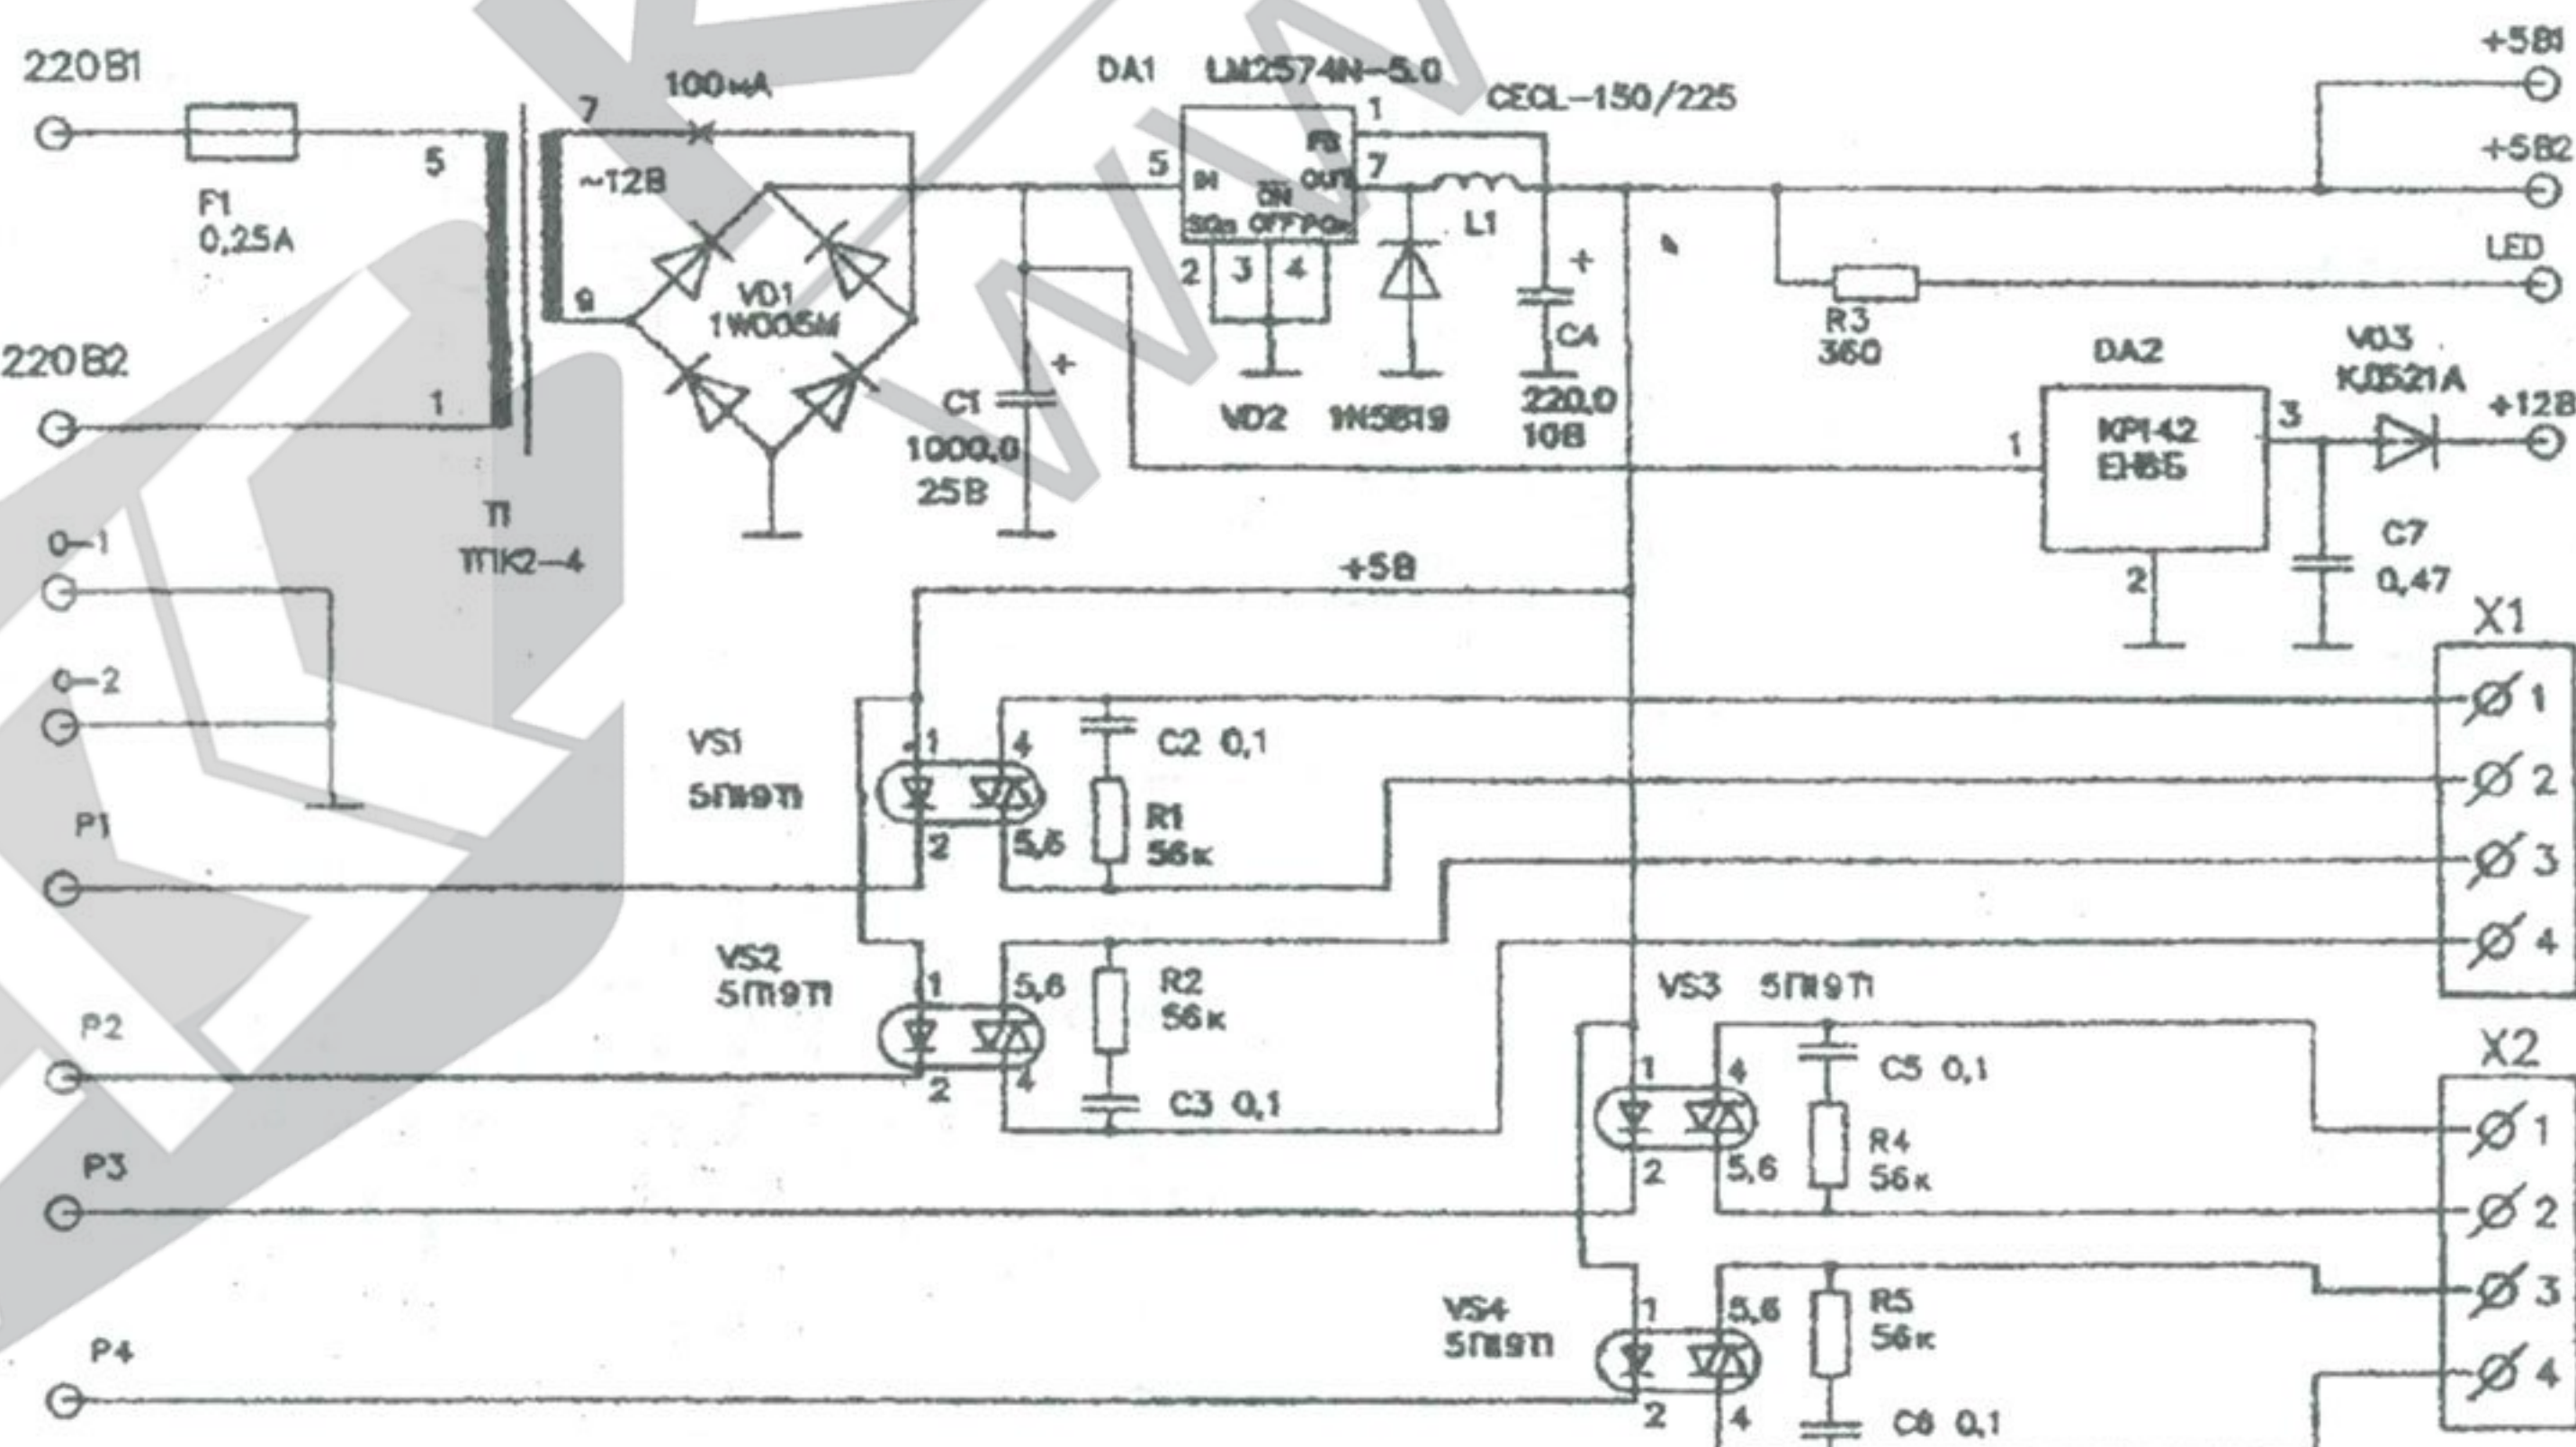 220В1
F1
0,25А
220В2
5
1
7
9
100мА
~12В
VD1
1W005M
Т1
ТПК2-4
C1
1000,0
25В
+
DA1 LM2574N-5.0
5
IN
FB
OUT
ON
OFF
1
7
2
3
4
CECL-150/225
L1
VD2 1N5819
+
C4
220,0
10В
+5В1
+5В2
LED
R3
360
DA2
КР142
1
2
3
VD3
КД521А
+12В
C7
0,47
0-1
0-2
+5В
P1
P2
P3
P4
VS1
5П19Т1
1
2
4
5,6
C2 0,1
R1
56к
VS2
5П19Т1
1
2
5,6
4
R2
56к
C3 0,1
VS3 5П19Т1
1
2
4
5,6
C5 0,1
R4
56к
VS4
5П19Т1
1
2
5,6
4
R5
56к
C6 0,1
X1
1
2
3
4
X2
1
2
3
4